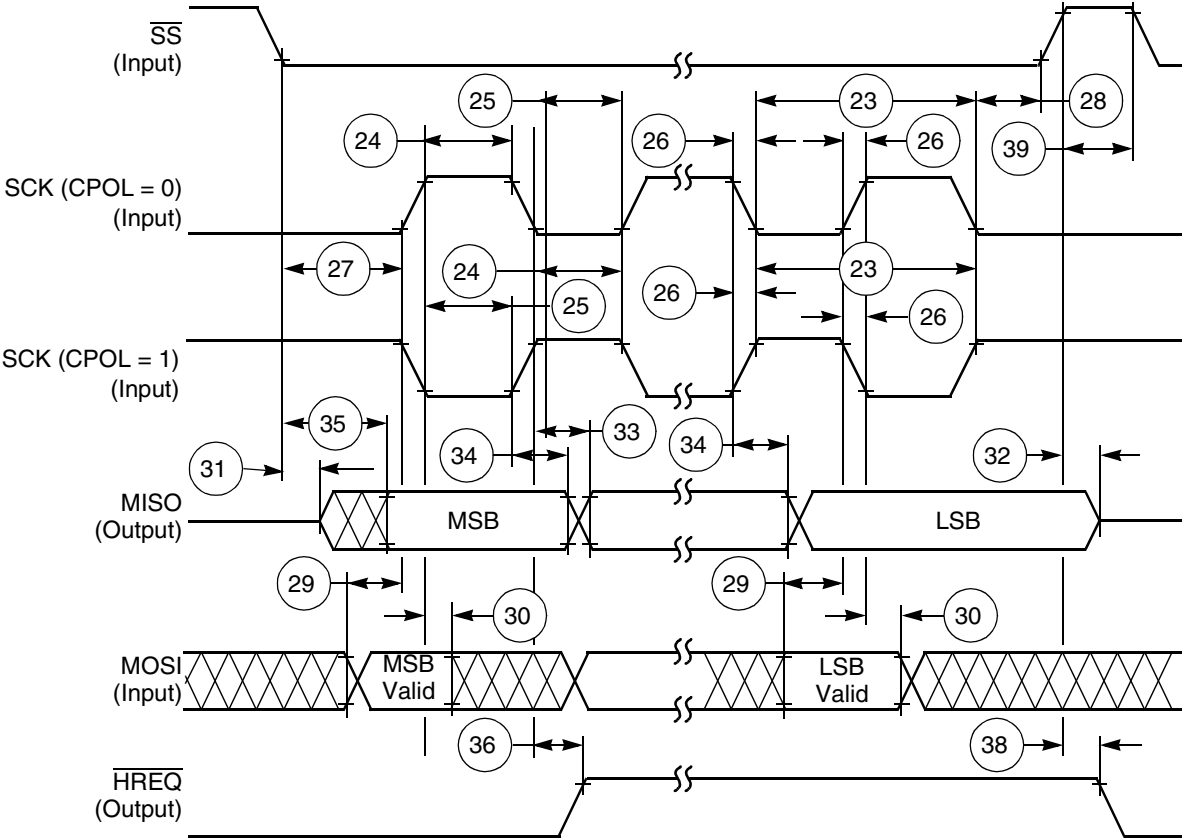 SS
(Input)
25
23
28
24
26
26
39
SCK (CPOL = 0)
(Input)
27
24
23
26
25
26
SCK (CPOL = 1)
(Input)
35
33
34
34
31
32
MISO
(Output)
MSB
LSB
29
29
30
30
MOSI
(Input)
MSB
Valid
LSB
Valid
36
38
HREQ
(Output)